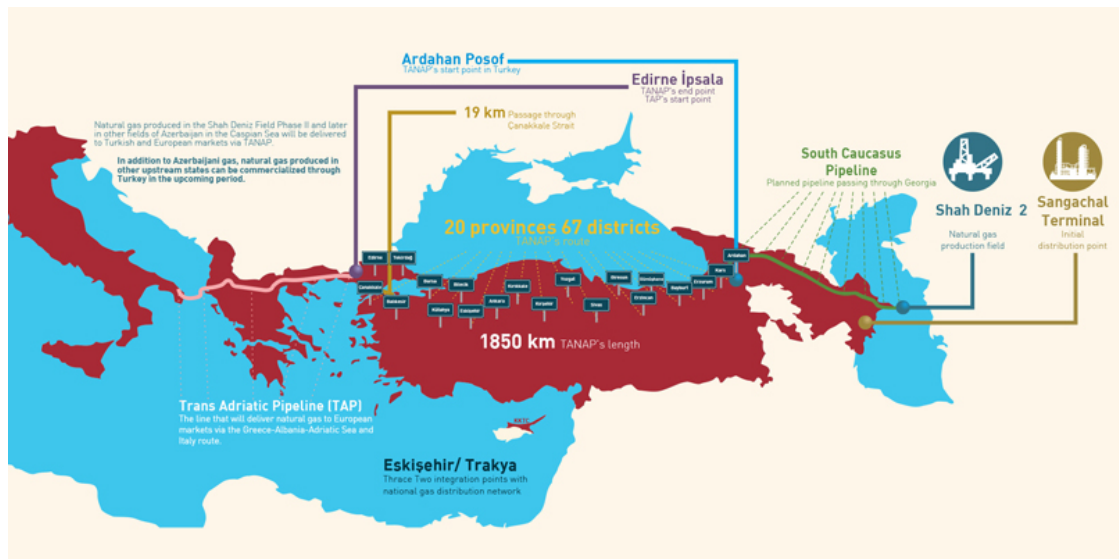 Ardahan Posof
TANAP's start point in Turkey
Edirne İpsala
TANAP's end point
TAP's start point
19 km Passage through
Çanakkale Strait
Natural gas produced in the Shah Deniz Field Phase II and later
in other fields of Azerbaijan in the Caspian Sea will be delivered
to Turkish and European markets via TANAP.
In addition to Azerbaijani gas, natural gas produced in
other upstream states can be commercialized through
Turkey in the upcoming period.
South Caucasus
Pipeline
Planned pipeline passing through Georgia
Shah Deniz 2
Natural gas
production field
Sangachal
Terminal
Initial
distribution point
20 provinces 67 districts
TANAP's route
Edirne
Tekirdağ
Çanakkale
Balıkesir
Bursa
Kütahya
Bilecik
Eskişehir
Ankara
Kırıkkale
Kırşehir
Yozgat
Sivas
Giresun
Erzincan
Gümüşhane
Bayburt
Erzurum
Kars
Ardahan
1850 km TANAP's length
Trans Adriatic Pipeline (TAP)
The line that will deliver natural gas to European
markets via the Greece-Albania-Adriatic Sea and
Italy route.
KKTC
Eskişehir/ Trakya
Thrace Two integration points with
national gas distribution network